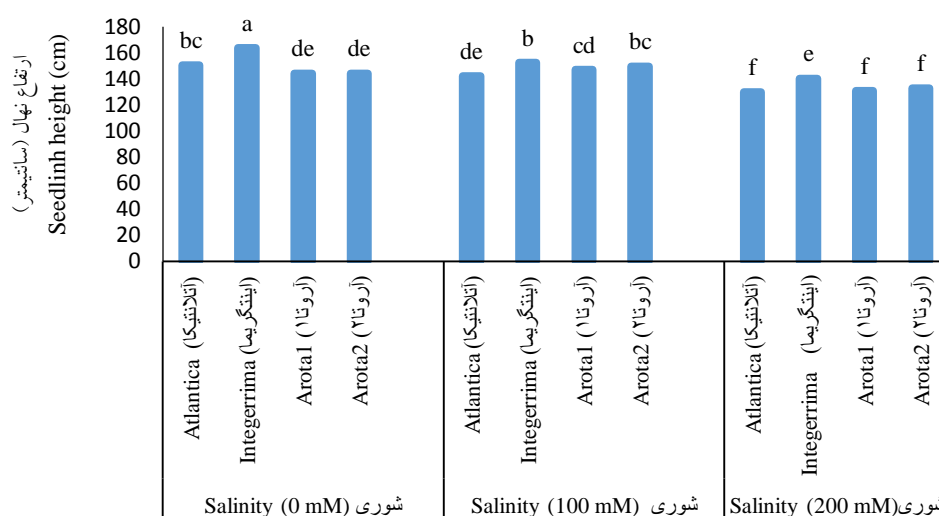 ارتفاع نهال (سانتیمتر)
Seedlinh height (cm)
180
160
140
120
100
80
60
40
20
0
bc
a
de
de
de
b
cd
bc
f
e
f
f
Atlantica (آتلانتیکا)
Integerrima (اینتگریما)
Arota1 (آروتا۱)
Arota2 (آروتا۲)
Atlantica (آتلانتیکا)
Integerrima (اینتگریما)
Arota1 (آروتا۱)
Arota2 (آروتا۲)
Atlantica (آتلانتیکا)
Integerrima (اینتگریما)
Arota1 (آروتا۱)
Arota2 (آروتا۲)
Salinity (0 mM) شوری
Salinity (100 mM) شوری
Salinity (200 mM) شوری